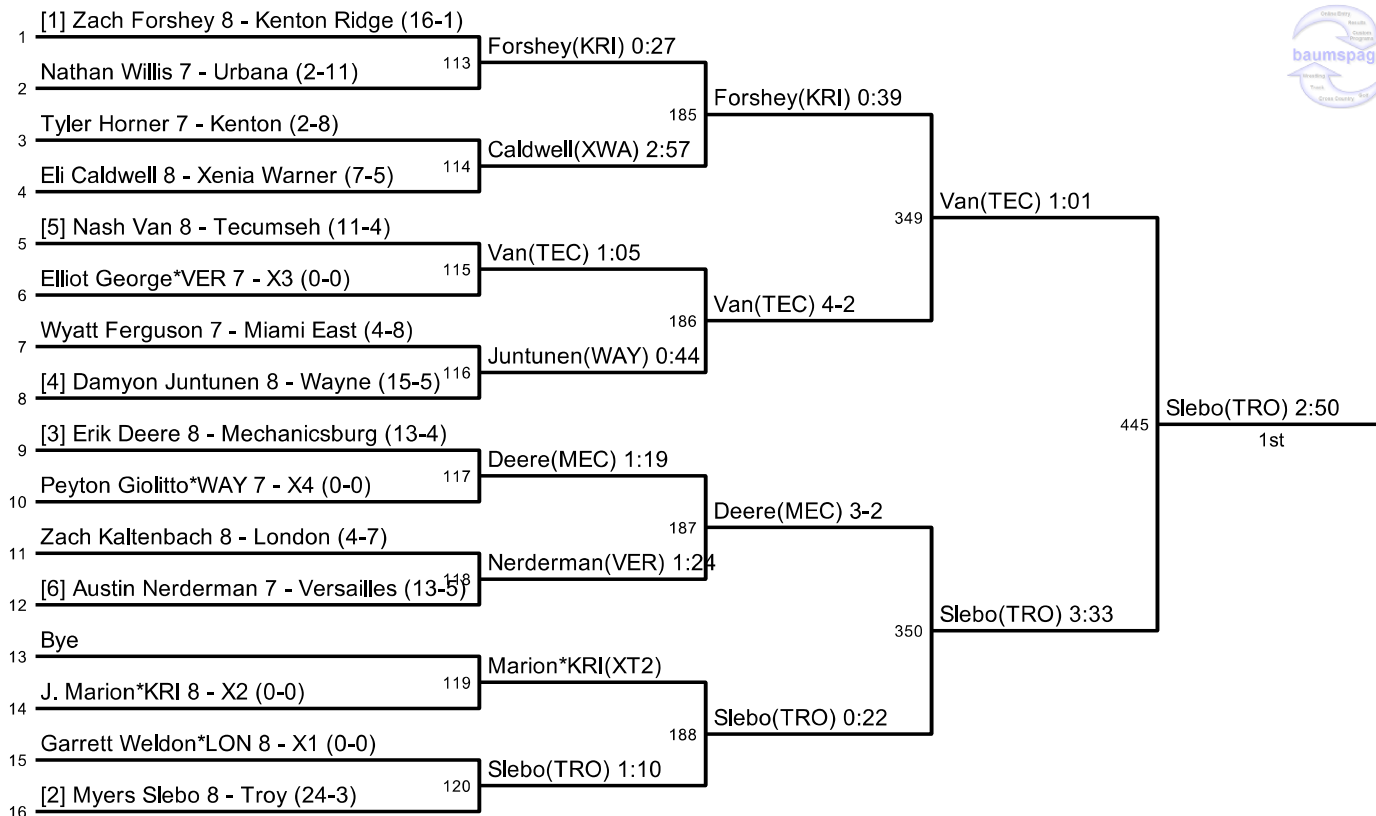 [1] Zach Forshey 8 - Kenton Ridge (16-1)
1
Nathan Willis 7 - Urbana (2-11)
2
Tyler Horner 7 - Kenton (2-8)
3
Eli Caldwell 8 - Xenia Warner (7-5)
4
[5] Nash Van 8 - Tecumseh (11-4)
5
Elliot George*VER 7 - X3 (0-0)
6
Wyatt Ferguson 7 - Miami East (4-8)
7
[4] Damyon Juntunen 8 - Wayne (15-5)
8
[3] Erik Deere 8 - Mechanicsburg (13-4)
9
Peyton Giolitto*WAY 7 - X4 (0-0)
10
Zach Kaltenbach 8 - London (4-7)
11
[6] Austin Nerderman 7 - Versailles (13-5)
12
Bye
13
J. Marion*KRI 8 - X2 (0-0)
14
Garrett Weldon*LON 8 - X1 (0-0)
15
[2] Myers Slebo 8 - Troy (24-3)
16
Forshey(KRI) 0:27
113
Caldwell(XWA) 2:57
114
Van(TEC) 1:05
115
Juntunen(WAY) 0:44
116
Deere(MEC) 1:19
117
Nerderman(VER) 1:24
118
Marion*KRI(XT2)
119
Slebo(TRO) 1:10
120
Forshey(KRI) 0:39
185
Van(TEC) 4-2
186
Deere(MEC) 3-2
187
Slebo(TRO) 0:22
188
Van(TEC) 1:01
349
Slebo(TRO) 3:33
350
Slebo(TRO) 2:50
445
1st
Online Entry
Results
Custom
Programs
baumspag
Wrestling
Track
Cross Country
Golf